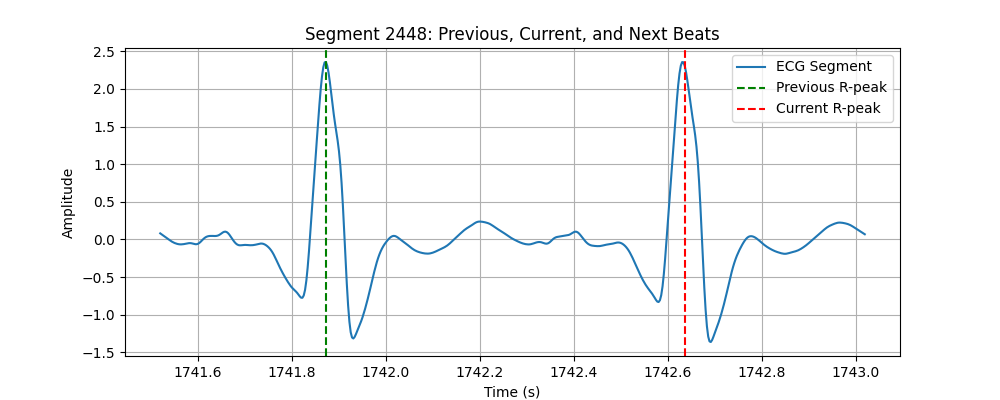 Segment 2448: Previous, Current, and Next Beats
2.5
2.0
1.5
1.0
0.5
0.0
−0.5
−1.0
−1.5
Amplitude
ECG Segment
Previous R-peak
Current R-peak
1741.6 1741.8 1742.0 1742.2 1742.4 1742.6 1742.8 1743.0
Time (s)